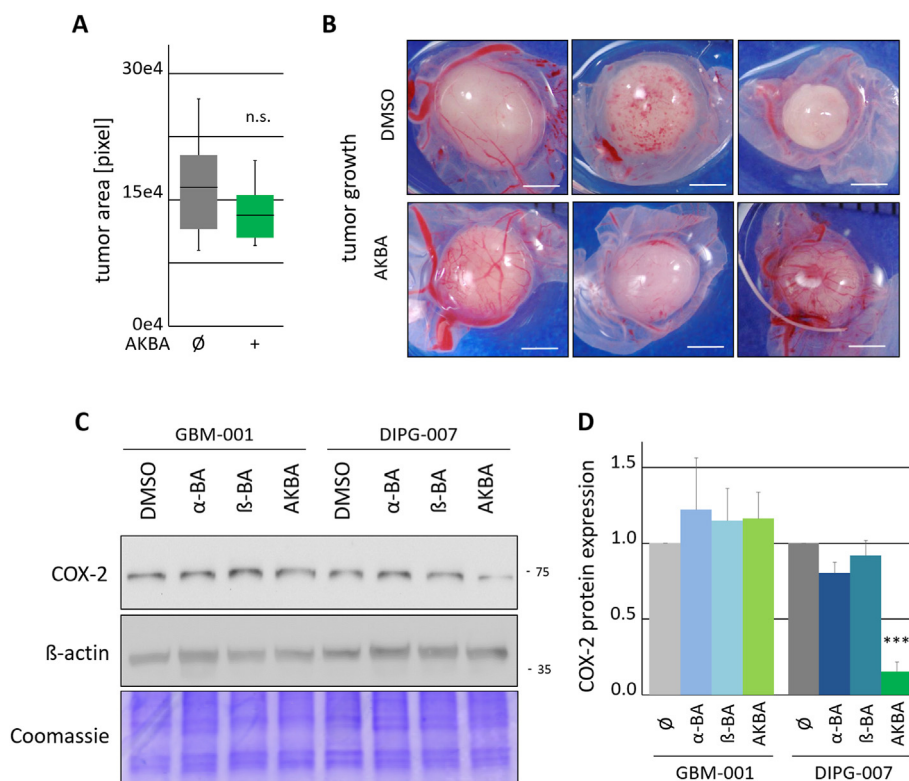 A
30e4
15e4
0e4
tumor area [pixel]
n.s.
AKBA Ø +
B
tumor growth
DMSO
AKBA
C
GBM-001 DIPG-007
DMSO α-BA ß-BA AKBA DMSO α-BA ß-BA AKBA
COX-2 - 75
ß-actin - 35
Coomassie
D
COX-2 protein expression
1.5
1.0
0.5
0.0
***
Ø α-BA ß-BA AKBA Ø α-BA ß-BA AKBA
GBM-001 DIPG-007